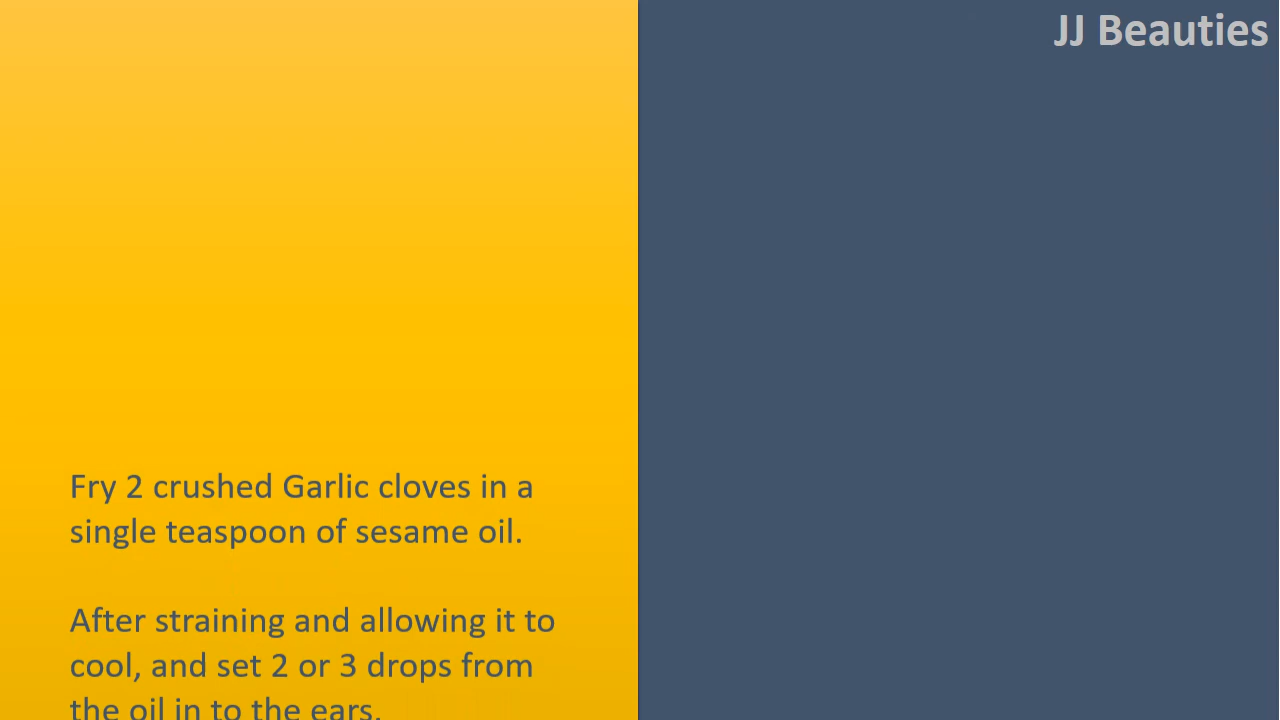 JJ Beauties
Fry 2 crushed Garlic cloves in a
single teaspoon of sesame oil.
After straining and allowing it to
cool, and set 2 or 3 drops from
the oil in to the ears.